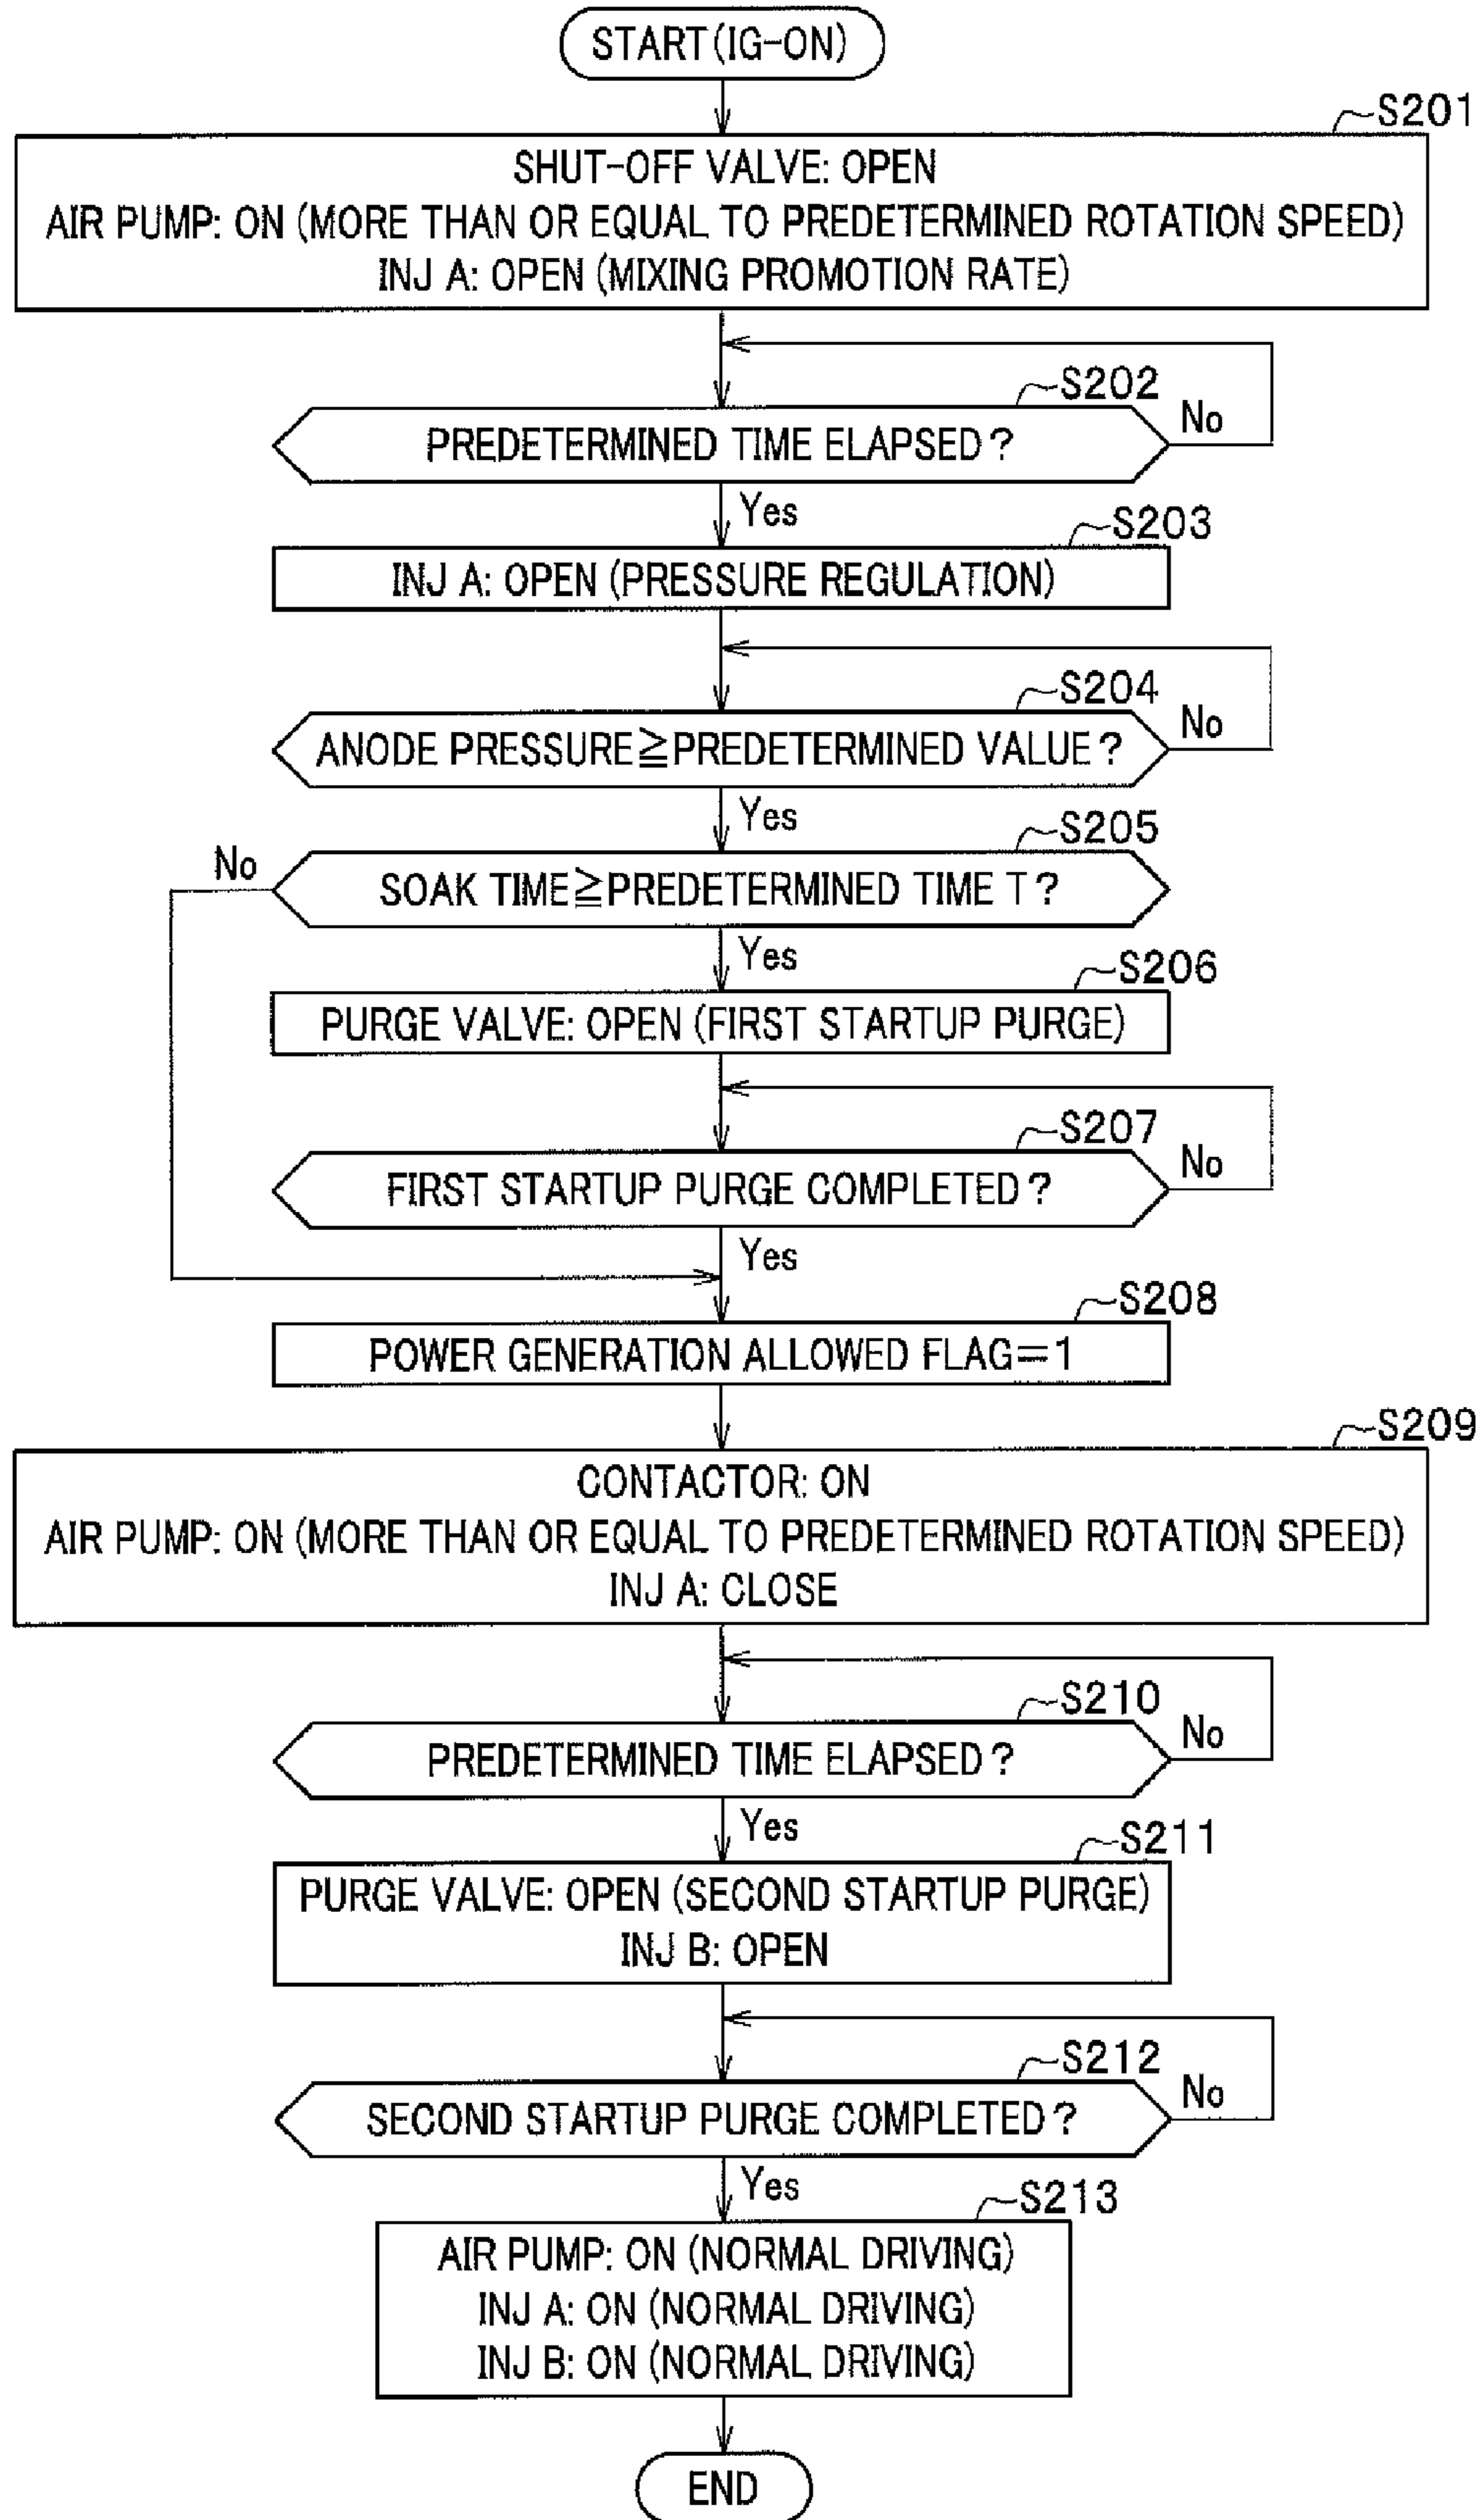 START(IG-ON)
S201
SHUT-OFF VALVE: OPEN
AIR PUMP: ON (MORE THAN OR EQUAL TO PREDETERMINED ROTATION SPEED)
INJ A: OPEN (MIXING PROMOTION RATE)
S202
PREDETERMINED TIME ELAPSED?
No
Yes
S203
INJ A: OPEN (PRESSURE REGULATION)
S204
ANODE PRESSURE≧PREDETERMINED VALUE?
No
Yes
S205
No
SOAK TIME≧PREDETERMINED TIME T?
Yes
S206
PURGE VALVE: OPEN (FIRST STARTUP PURGE)
S207
FIRST STARTUP PURGE COMPLETED?
No
Yes
S208
POWER GENERATION ALLOWED FLAG=1
S209
CONTACTOR: ON
AIR PUMP: ON (MORE THAN OR EQUAL TO PREDETERMINED ROTATION SPEED)
INJ A: CLOSE
S210
PREDETERMINED TIME ELAPSED?
No
Yes
S211
PURGE VALVE: OPEN (SECOND STARTUP PURGE)
INJ B: OPEN
S212
SECOND STARTUP PURGE COMPLETED?
No
Yes
S213
AIR PUMP: ON (NORMAL DRIVING)
INJ A: ON (NORMAL DRIVING)
INJ B: ON (NORMAL DRIVING)
END